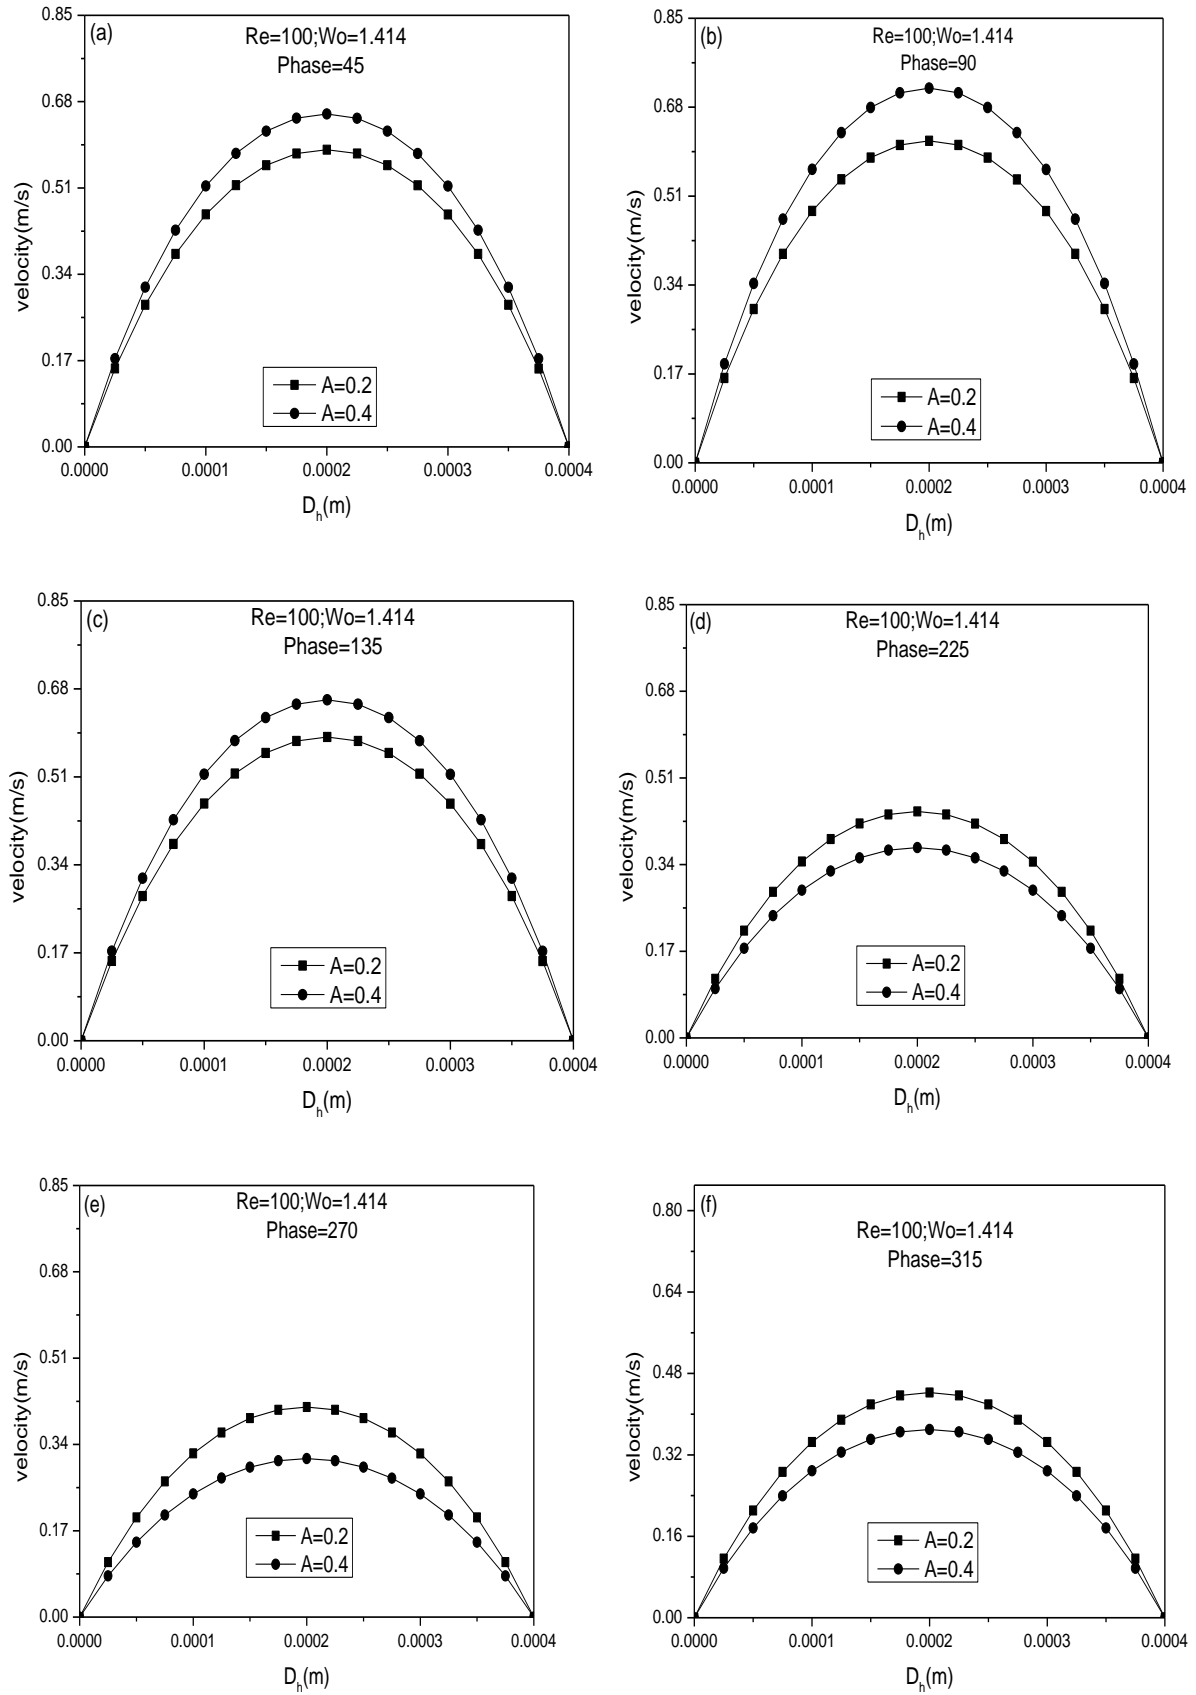 (a)
Re=100;Wo=1.414
Phase=45
0.85
0.68
0.51
0.34
0.17
0.00
velocity(m/s)
A=0.2
A=0.4
0.0000 0.0001 0.0002 0.0003 0.0004
Dh(m)
(b)
Re=100;Wo=1.414
Phase=90
0.85
0.68
0.51
0.34
0.17
0.00
velocity(m/s)
A=0.2
A=0.4
0.0000 0.0001 0.0002 0.0003 0.0004
Dh(m)
(c)
Re=100;Wo=1.414
Phase=135
0.85
0.68
0.51
0.34
0.17
0.00
velocity(m/s)
A=0.2
A=0.4
0.0000 0.0001 0.0002 0.0003 0.0004
Dh(m)
(d)
Re=100;Wo=1.414
Phase=225
0.85
0.68
0.51
0.34
0.17
0.00
velocity(m/s)
A=0.2
A=0.4
0.0000 0.0001 0.0002 0.0003 0.0004
Dh(m)
(e)
Re=100;Wo=1.414
Phase=270
0.85
0.68
0.51
0.34
0.17
0.00
velocity(m/s)
A=0.2
A=0.4
0.0000 0.0001 0.0002 0.0003 0.0004
Dh(m)
(f)
Re=100;Wo=1.414
Phase=315
0.80
0.64
0.48
0.32
0.16
0.00
velocity(m/s)
A=0.2
A=0.4
0.0000 0.0001 0.0002 0.0003 0.0004
Dh(m)